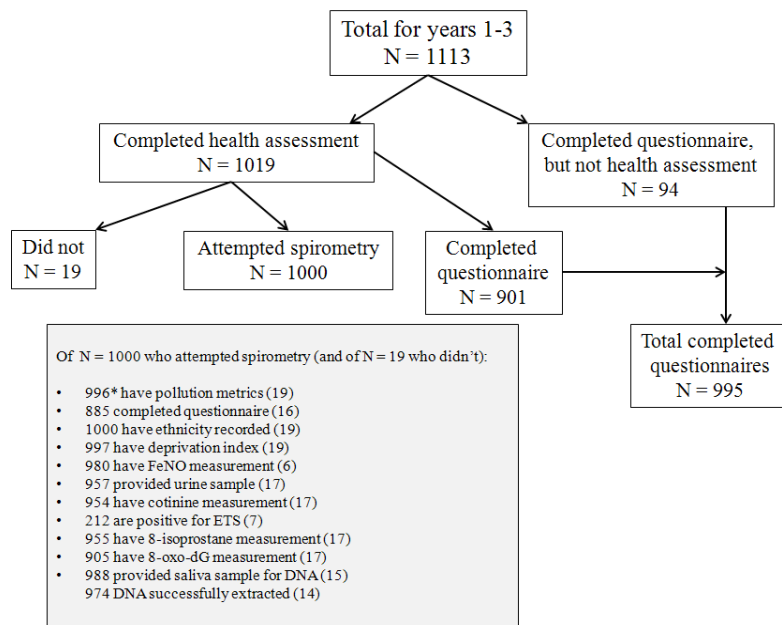 Total for years 1-3
N = 1113
Completed health assessment
N = 1019
Completed questionnaire,
but not health assessment
N = 94
Did not
N = 19
Attempted spirometry
N = 1000
Completed
questionnaire
N = 901
Total completed
questionnaires
N = 995
Of N = 1000 who attempted spirometry (and of N = 19 who didn't):
• 996* have pollution metrics (19)
• 885 completed questionnaire (16)
• 1000 have ethnicity recorded (19)
• 997 have deprivation index (19)
• 980 have FeNO measurement (6)
• 957 provided urine sample (17)
• 954 have cotinine measurement (17)
• 212 are positive for ETS (7)
• 955 have 8-isoprostane measurement (17)
• 905 have 8-oxo-dG measurement (17)
• 988 provided saliva sample for DNA (15)
974 DNA successfully extracted (14)